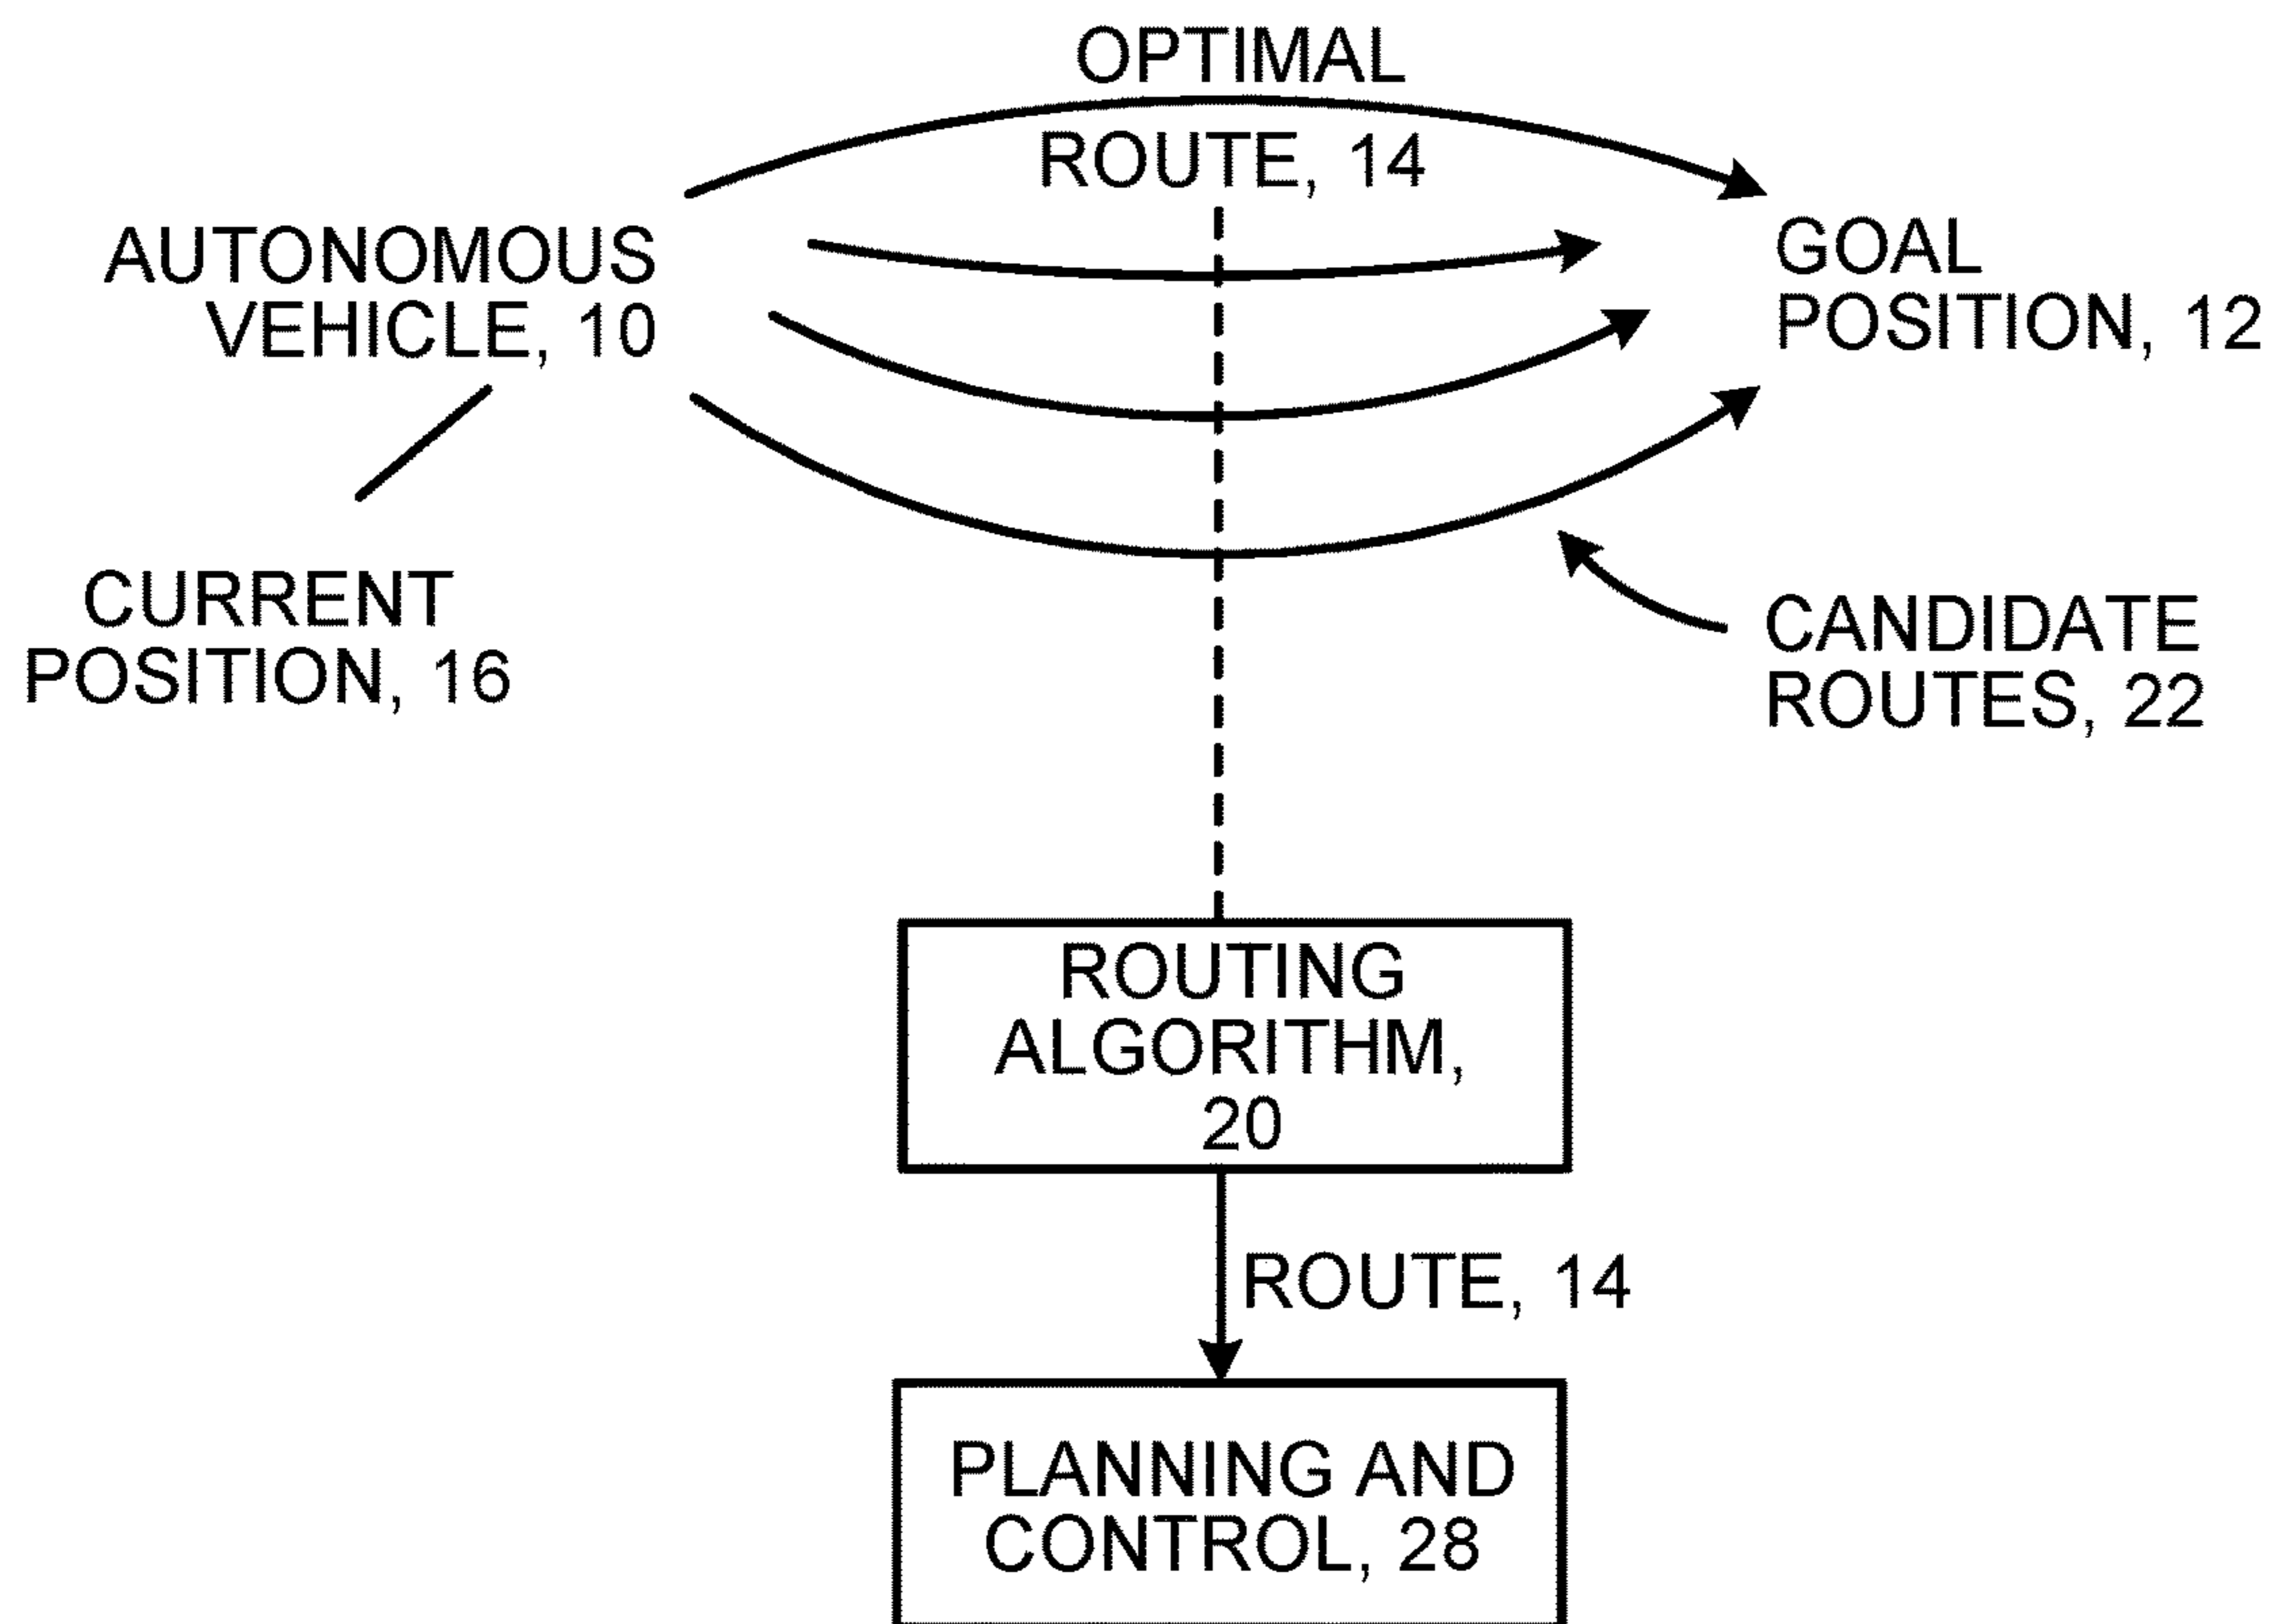 OPTIMAL
ROUTE, 14
AUTONOMOUS
VEHICLE, 10
GOAL
POSITION, 12
CURRENT
POSITION, 16
CANDIDATE
ROUTES, 22
ROUTING
ALGORITHM,
20
ROUTE, 14
PLANNING AND
CONTROL, 28